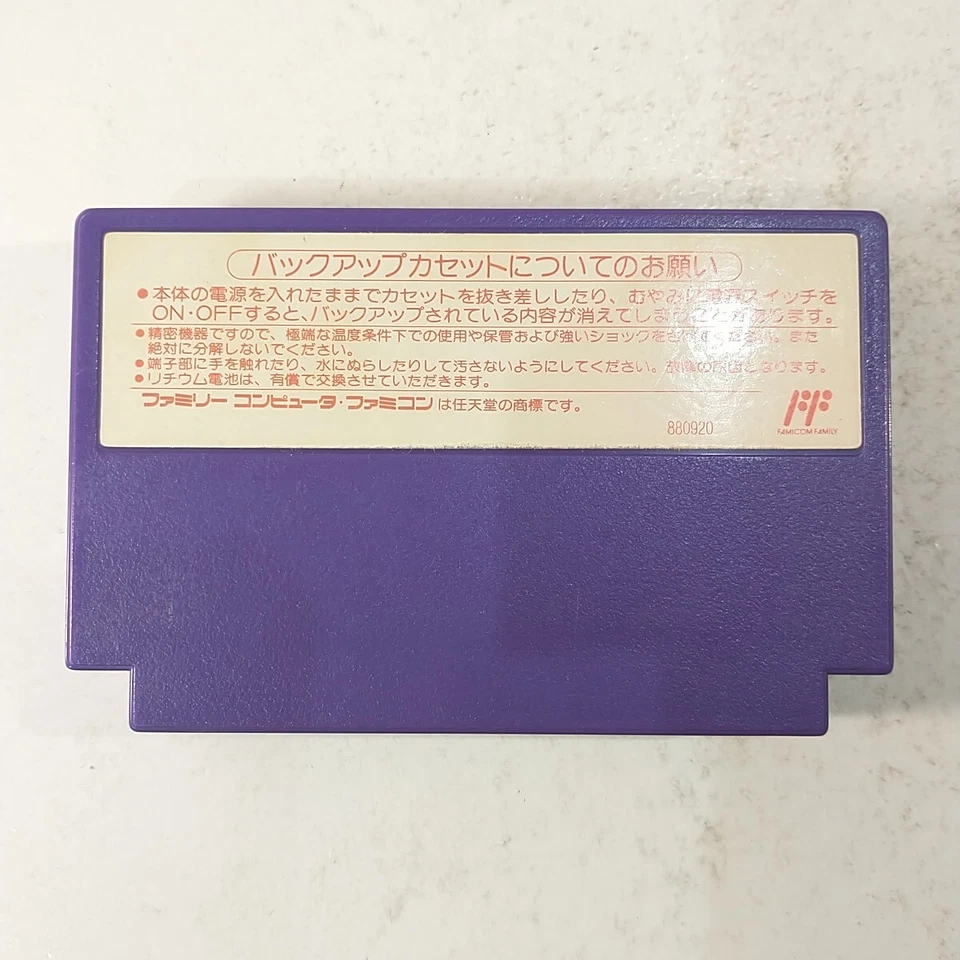 バックアップカセットについてのお願い
●本体の電源を入れたままでカセットを抜き差ししたり、むやみに電源スイッチを
ON・OFFすると、バックアップされている内容が消えてしまうことがあります。
●精密機器ですので、極端な温度条件下での使用や保管および強いショックを また
絶対に分解しないでください。
●端子部に手を触れたり、水にぬらしたりして汚さないようにしてください。故障の原因となります。
●リチウム電池は、有償で交換させていただきます。
ファミリーコンピュータ・ファミコンは任天堂の商標です。
880920
FAMICOM FAMILY